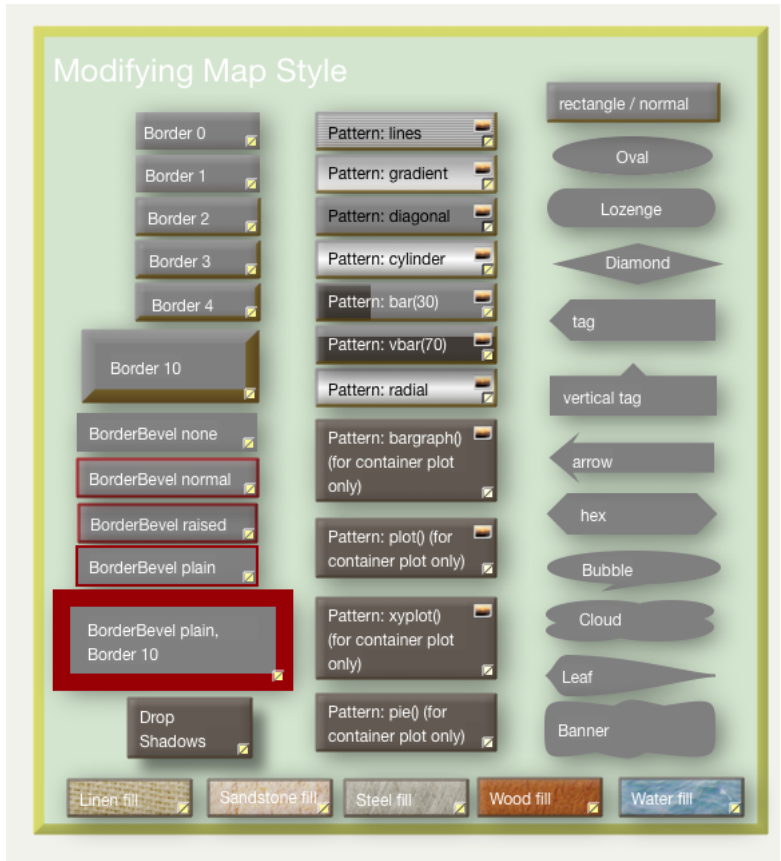 Modifying Map Style
Border 0
Border 1
Border 2
Border 3
Border 4
Border 10
BorderBevel none
BorderBevel normal
BorderBevel raised
BorderBevel plain
BorderBevel plain,
Border 10
Drop
Shadows
Pattern: lines
Pattern: gradient
Pattern: diagonal
Pattern: cylinder
Pattern: bar(30)
Pattern: vbar(70)
Pattern: radial
Pattern: bargraph()
(for container plot
only)
Pattern: plot() (for
container plot only)
Pattern: xyplot()
(for container plot
only)
Pattern: pie() (for
container plot only)
rectangle / normal
Oval
Lozenge
Diamond
tag
vertical tag
arrow
hex
Bubble
Cloud
Leaf
Banner
Linen fill
Sandstone fill
Steel fill
Wood fill
Water fill